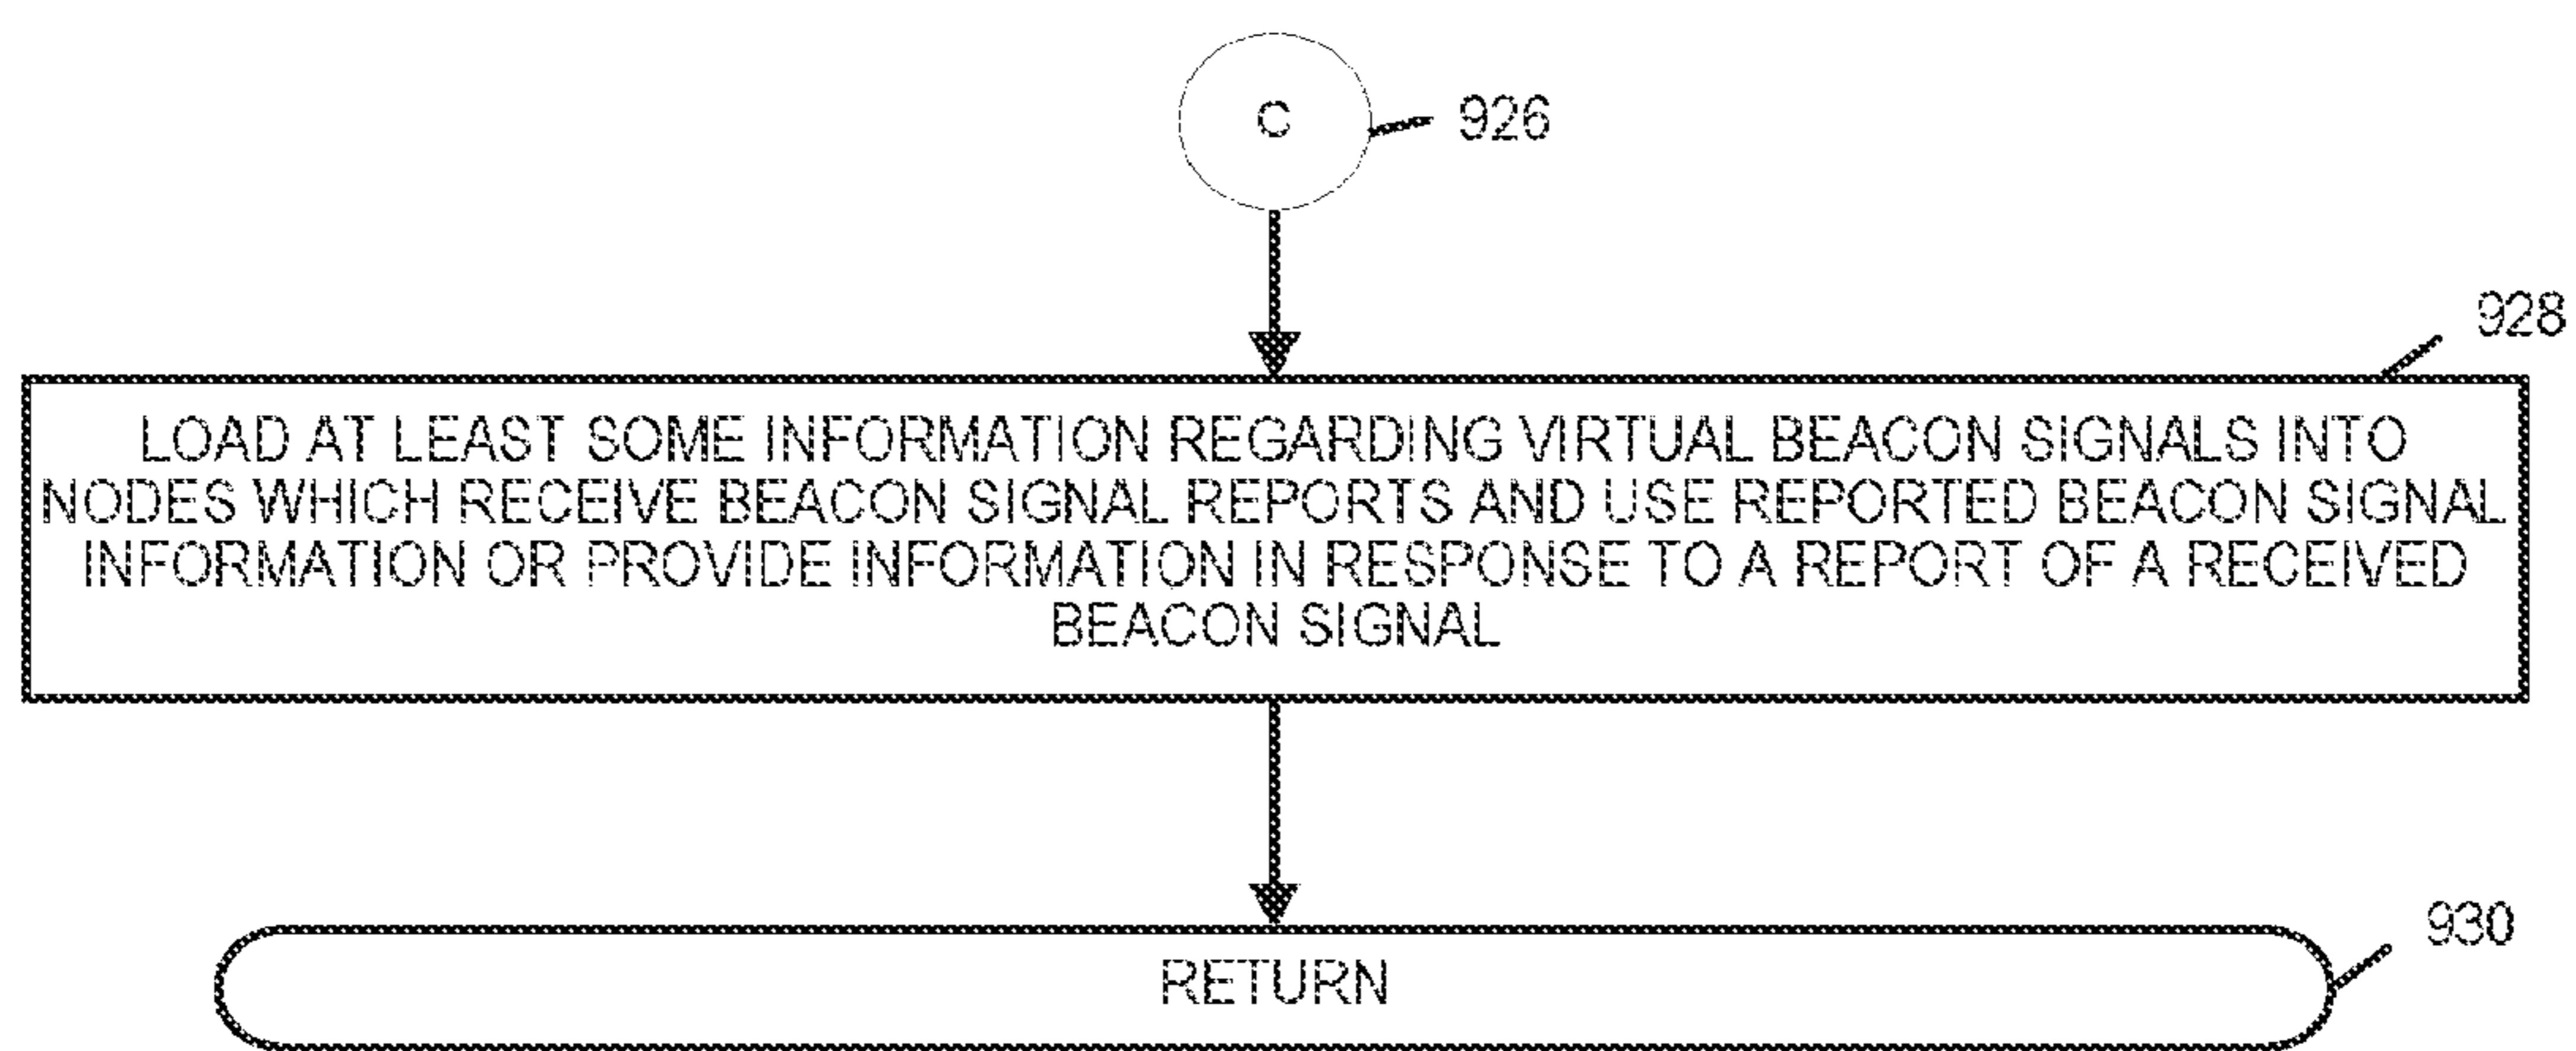 C
926
928
LOAD AT LEAST SOME INFORMATION REGARDING VIRTUAL BEACON SIGNALS INTO
NODES WHICH RECEIVE BEACON SIGNAL REPORTS AND USE REPORTED BEACON SIGNAL
INFORMATION OR PROVIDE INFORMATION IN RESPONSE TO A REPORT OF A RECEIVED
BEACON SIGNAL
930
RETURN